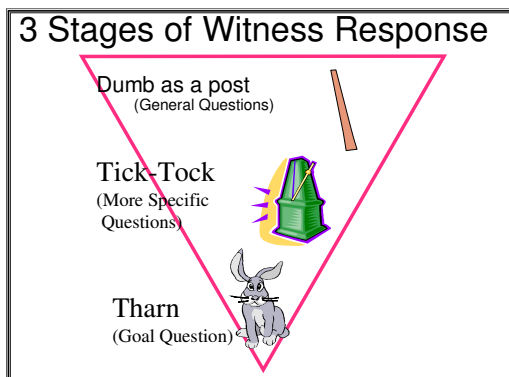 3 Stages of Witness Response
Dumb as a post
(General Questions)
Tick-Tock
(More Specific
Questions)
Tharn
(Goal Question)